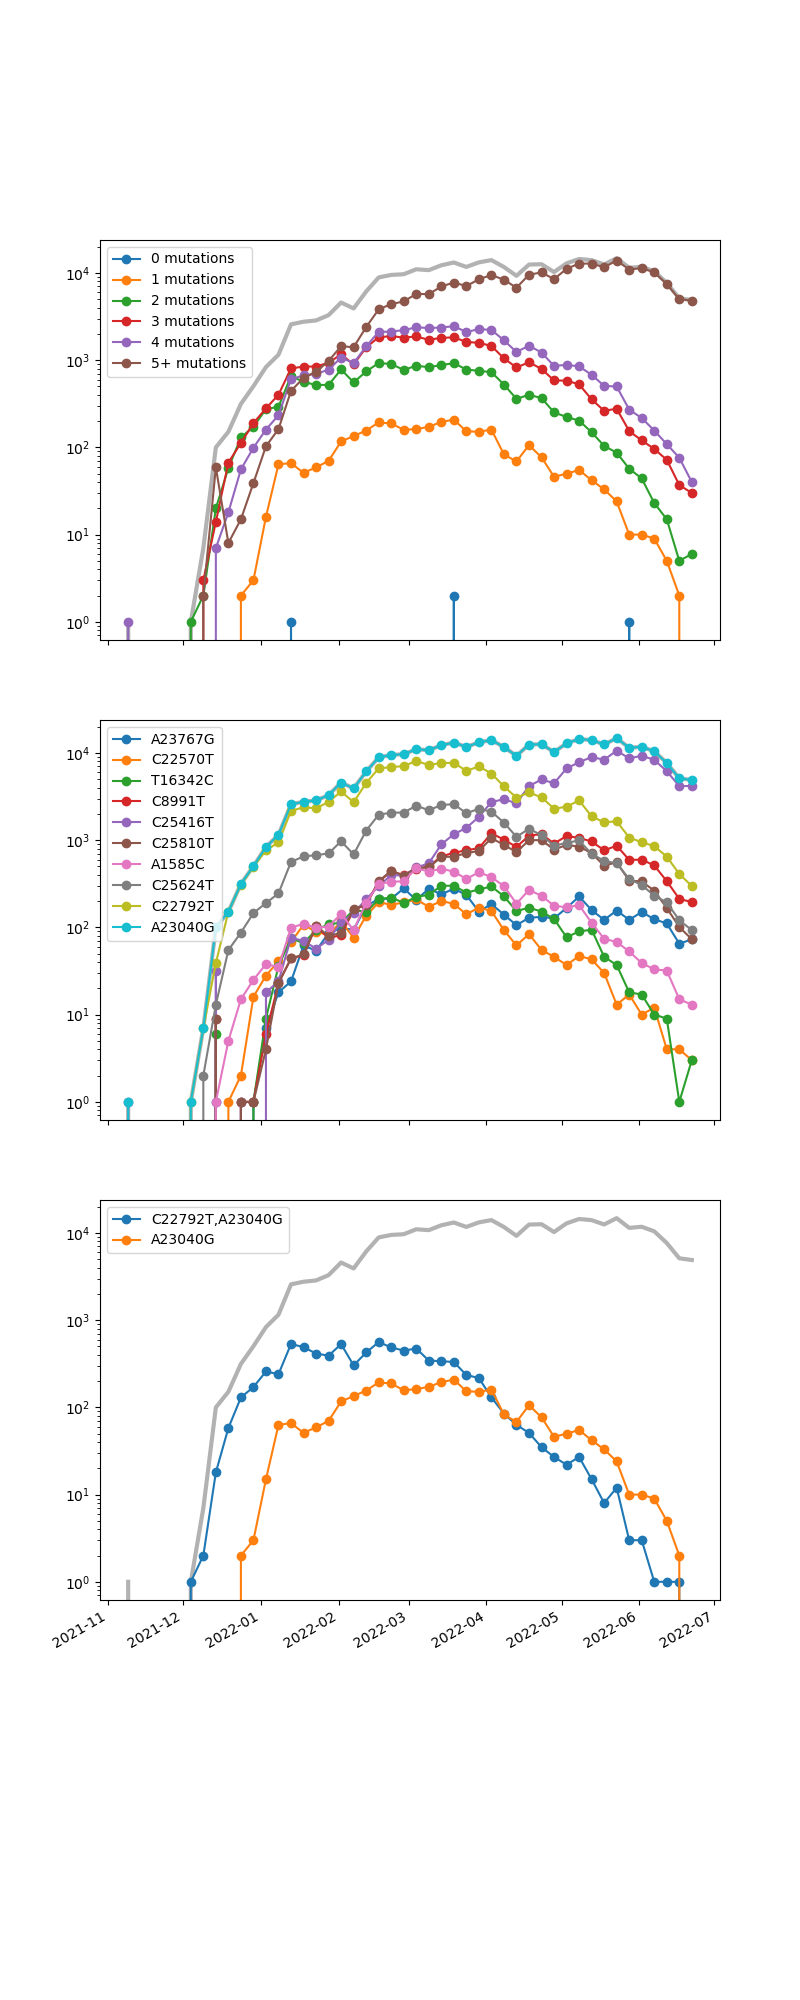 0 mutations
1 mutations
2 mutations
3 mutations
4 mutations
5+ mutations
10⁴
10³
10²
10¹
10⁰
A23767G
C22570T
T16342C
C8991T
C25416T
C25810T
A1585C
C25624T
C22792T
A23040G
10⁴
10³
10²
10¹
10⁰
C22792T,A23040G
A23040G
10⁴
10³
10²
10¹
10⁰
2021-11
2021-12
2022-01
2022-02
2022-03
2022-04
2022-05
2022-06
2022-07